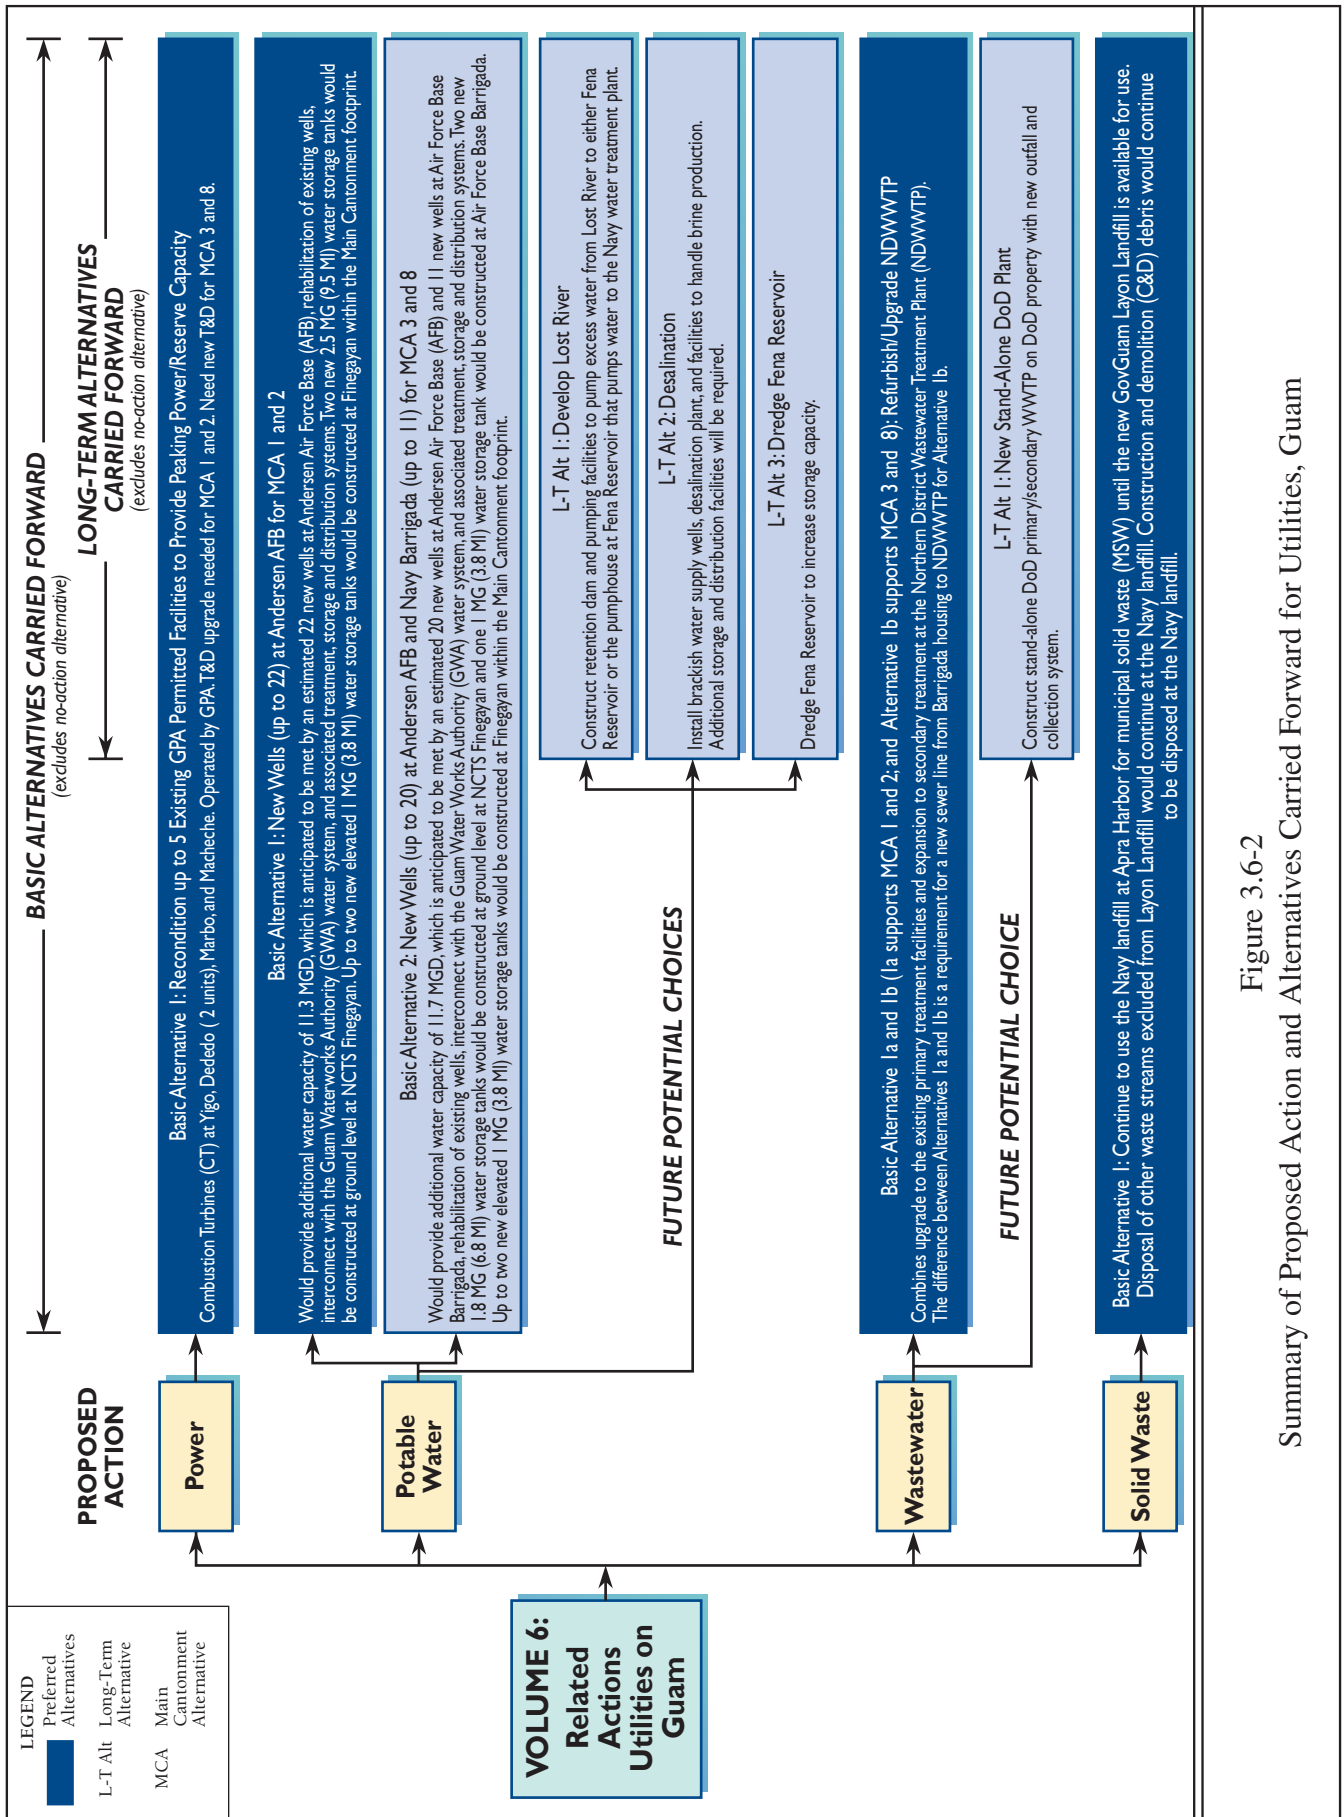 LEGEND
Preferred
Alternatives
L-T Alt Long-Term
Alternative
MCA Main
Cantonment
Alternative
BASIC ALTERNATIVES CARRIED FORWARD
(excludes no-action alternative)
LONG-TERM ALTERNATIVES
CARRIED FORWARD
(excludes no-action alternative)
PROPOSED
ACTION
VOLUME 6:
Related
Actions
Utilities on
Guam
Power
Basic Alternative 1: Recondition up to 5 Existing GPA Permitted Facilities to Provide Peaking Power/Reserve Capacity
Combustion Turbines (CT) at Yigo, Dededo ( 2 units), Marbo, and Macheche. Operated by GPA. T&D upgrade needed for MCA 1 and 2. Need new T&D for MCA 3 and 8.
Potable
Water
Basic Alternative 1: New Wells (up to 22) at Andersen AFB for MCA 1 and 2
Would provide additional water capacity of 11.3 MGD, which is anticipated to be met by an estimated 22 new wells at Andersen Air Force Base (AFB), rehabilitation of existing wells,
interconnect with the Guam Waterworks Authority (GWA) water system, and associated treatment, storage and distribution systems. Two new 2.5 MG (9.5 Ml) water storage tanks would
be constructed at ground level at NCTS Finegayan. Up to two new elevated 1 MG (3.8 Ml) water storage tanks would be constructed at Finegayan within the Main Cantonment footprint.
Basic Alternative 2: New Wells (up to 20) at Andersen AFB and Navy Barrigada (up to 11) for MCA 3 and 8
Would provide additional water capacity of 11.7 MGD, which is anticipated to be met by an estimated 20 new wells at Andersen Air Force Base (AFB) and 11 new wells at Air Force Base
Barrigada, rehabilitation of existing wells, interconnect with the Guam Water Works Authority (GWA) water system, and associated treatment, storage and distribution systems. Two new
1.8 MG (6.8 Ml) water storage tanks would be constructed at ground level at NCTS Finegayan and one 1 MG (3.8 Ml) water storage tank would be constructed at Air Force Base Barrigada.
Up to two new elevated 1 MG (3.8 Ml) water storage tanks would be constructed at Finegayan within the Main Cantonment footprint.
FUTURE POTENTIAL CHOICES
L-T Alt 1: Develop Lost River
Construct retention dam and pumping facilities to pump excess water from Lost River to either Fena
Reservoir or the pumphouse at Fena Reservoir that pumps water to the Navy water treatment plant.
L-T Alt 2: Desalination
Install brackish water supply wells, desalination plant, and facilities to handle brine production.
Additional storage and distribution facilities will be required.
L-T Alt 3: Dredge Fena Reservoir
Dredge Fena Reservoir to increase storage capacity.
Wastewater
Basic Alternative 1a and 1b (1a supports MCA 1 and 2; and Alternative 1b supports MCA 3 and 8): Refurbish/Upgrade NDWWTP
Combines upgrade to the existing primary treatment facilities and expansion to secondary treatment at the Northern District Wastewater Treatment Plant (NDWWTP).
The difference between Alternatives 1a and 1b is a requirement for a new sewer line from Barrigada housing to NDWWTP for Alternative 1b.
FUTURE POTENTIAL CHOICE
L-T Alt 1: New Stand-Alone DoD Plant
Construct stand-alone DoD primary/secondary WWTP on DoD property with new outfall and
collection system.
Solid Waste
Basic Alternative 1: Continue to use the Navy landfill at Apra Harbor for municipal solid waste (MSW) until the new GovGuam Layon Landfill is available for use.
Disposal of other waste streams excluded from Layon Landfill would continue at the Navy landfill. Construction and demolition (C&D) debris would continue
to be disposed at the Navy landfill.
Figure 3.6-2
Summary of Proposed Action and Alternatives Carried Forward for Utilities, Guam